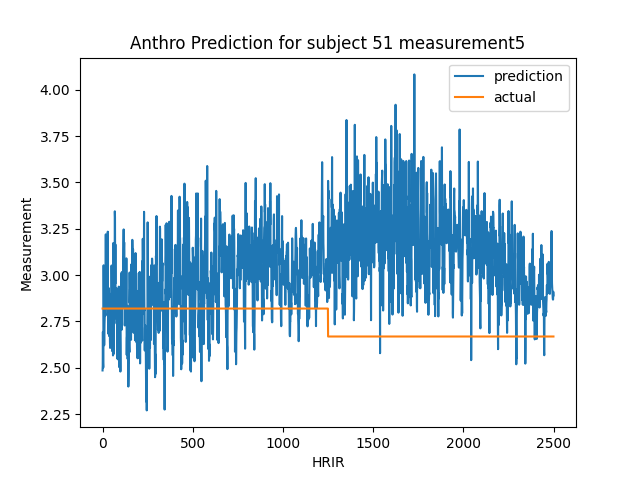 Anthro Prediction for subject 51 measurement5
prediction
actual
4.00
3.75
3.50
3.25
3.00
2.75
2.50
2.25
Measurement
0
500
1000
1500
2000
2500
HRIR